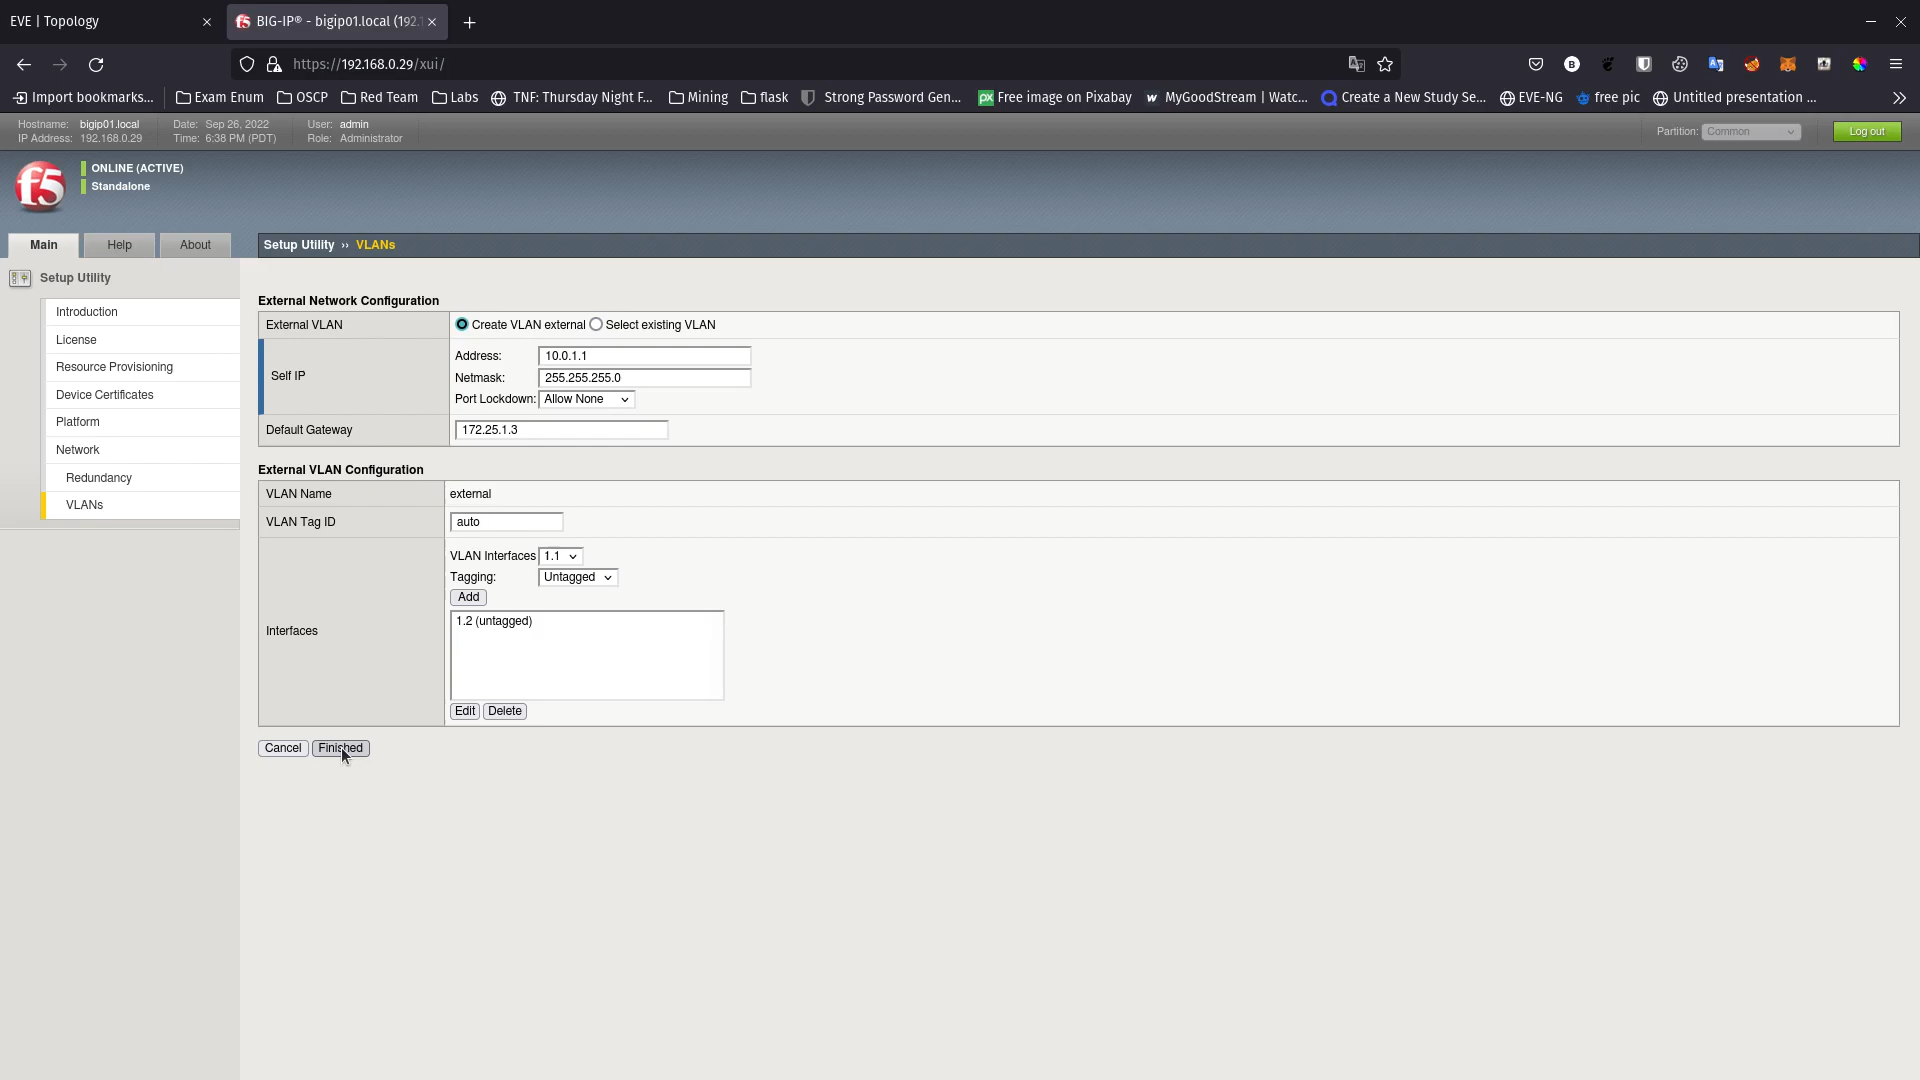 EVE | Topology
BIG-IP® - bigipo1.local (192.1
https://192.168.0.29/xui/
Import bookmarks...
Exam Enum
OSCP
Red Team
Labs
TNF: Thursday Night F...
Mining
flask
Strong Password Gen...
Free image on Pixabay
MyGoodStream | Watc...
Create a New Study Se...
EVE-NG
free pic
Untitled presentation ...
Hostname: bigip01.local
Date: Sep 26, 2022
User: admin
IP Address: 192.168.0.29
Time: 6:38 PM (PDT)
Role: Administrator
Partition: Common
Log out
f5
ONLINE (ACTIVE)
Standalone
Main
Help
About
Setup Utility ›› VLANs
Setup Utility
Introduction
License
Resource Provisioning
Device Certificates
Platform
Network
Redundancy
VLANs
External Network Configuration
External VLAN
Create VLAN external
Select existing VLAN
Self IP
Address: 10.0.1.1
Netmask: 255.255.255.0
Port Lockdown: Allow None
Default Gateway
172.25.1.3
External VLAN Configuration
VLAN Name
external
VLAN Tag ID
auto
Interfaces
VLAN Interfaces 1.1
Tagging: Untagged
Add
1.2 (untagged)
Edit
Delete
Cancel
Finished